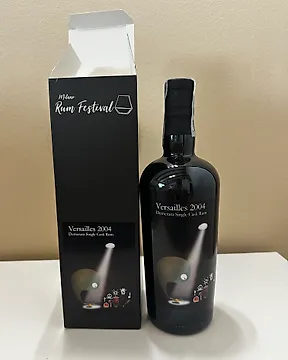 Milano
Rum Festival
Versailles 2004
Demerara Single Cask Rum
Versailles 2004
Demerara Single Cask Rum